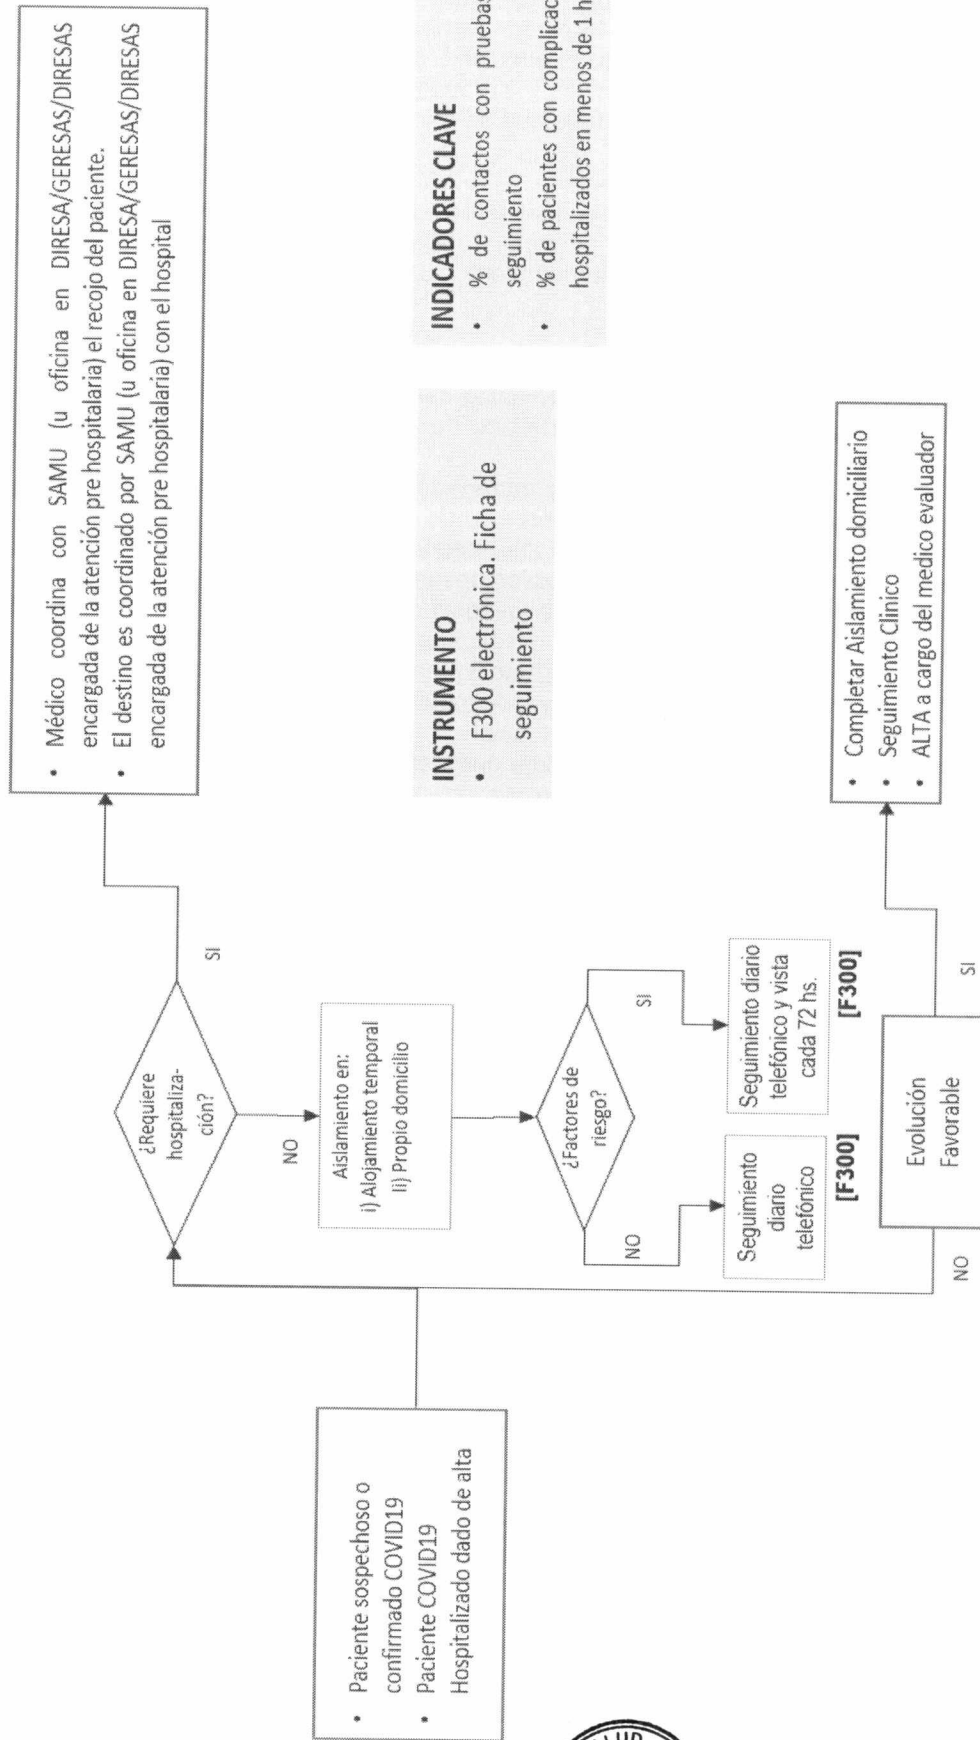 • Paciente sospechoso o
confirmado COVID19
• Paciente COVID19
Hospitalizado dado de alta
¿Requiere
hospitaliza-
ción?
SI
NO
• Médico coordina con SAMU (u oficina en DIRESA/GERESAS/DIRESAS
encargada de la atención pre hospitalaria) el recojo del paciente.
• El destino es coordinado por SAMU (u oficina en DIRESA/GERESAS/DIRESAS
encargada de la atención pre hospitalaria) con el hospital
Aislamiento en:
i) Alojamiento temporal
Ii) Propio domicilio
¿Factores de
riesgo?
NO
SI
Seguimiento
diario
telefónico
[F300]
Seguimiento diario
telefónico y vista
cada 72 hs.
[F300]
Evolución
Favorable
NO
SI
• Completar Aislamiento domiciliario
• Seguimiento Clinico
• ALTA a cargo del medico evaluador
INSTRUMENTO
• F300 electrónica. Ficha de
seguimiento
INDICADORES CLAVE
• % de contactos con pruebas
seguimiento
• % de pacientes con complicac
hospitalizados en menos de 1 h